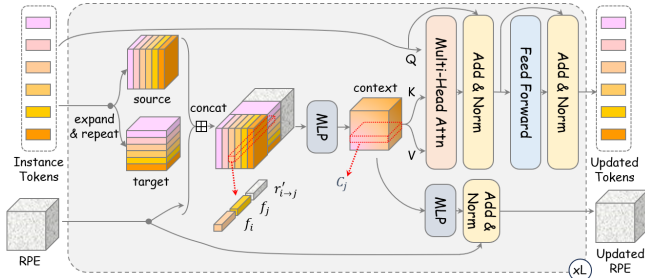 Instance
Tokens
RPE
expand
& repeat
source
target
concat
r'i→j
fj
fi
MLP
context
Cj
Q
K
V
Multi-Head Attn
Add & Norm
Feed Forward
Add & Norm
MLP
Add & Norm
Updated
Tokens
Updated
RPE
xL